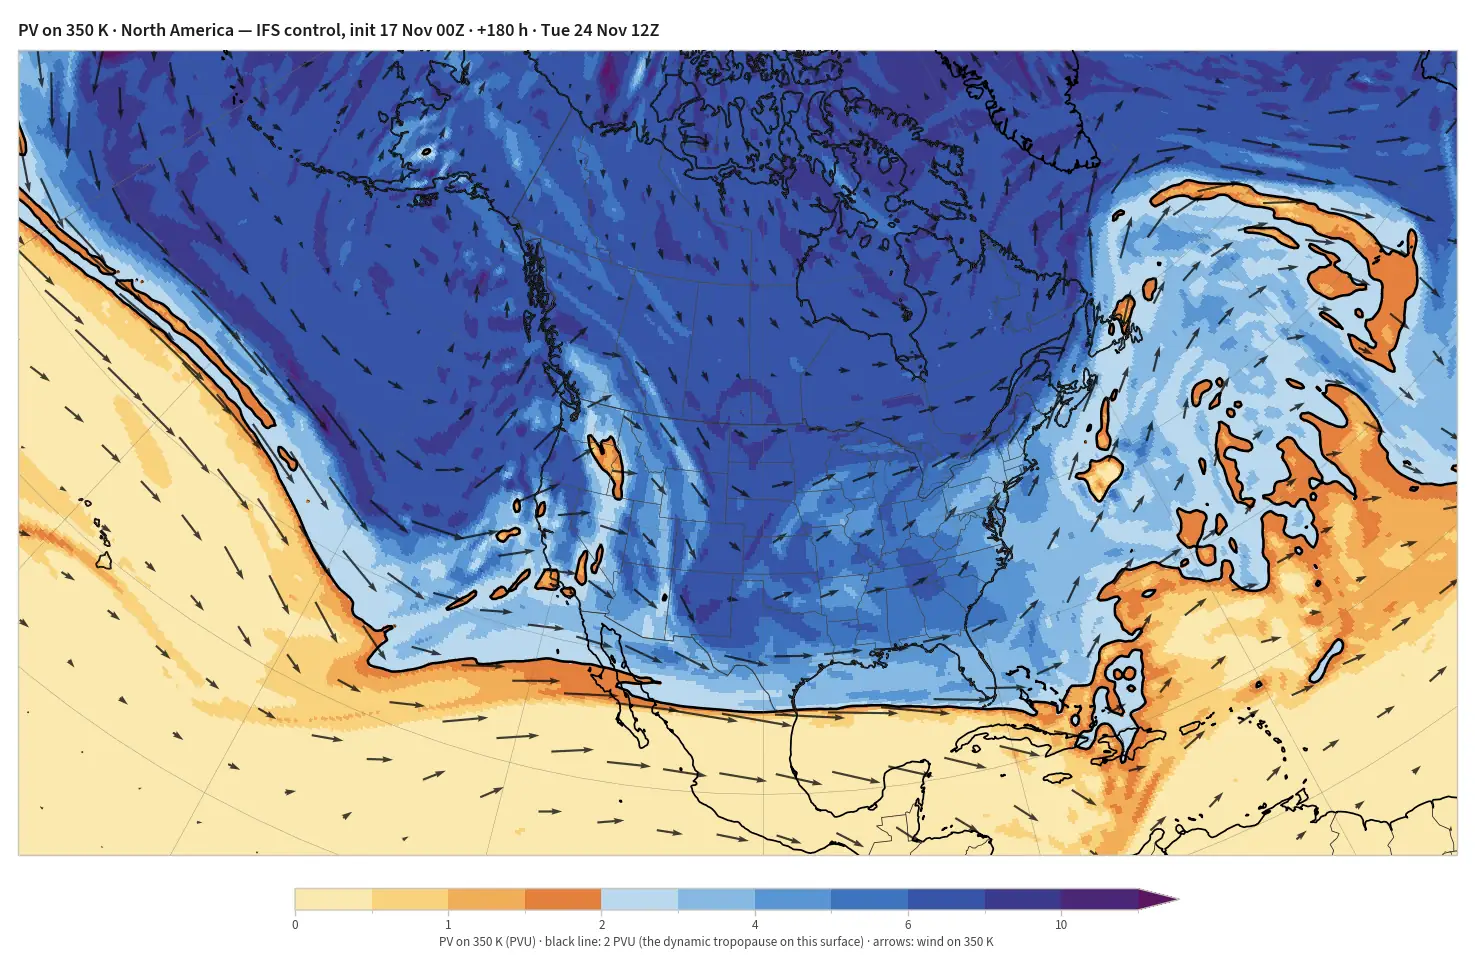 PV on 350 K · North America — IFS control, init 17 Nov 00Z · +180 h · Tue 24 Nov 12Z
0 1 2 4 6 10
PV on 350 K (PVU) · black line: 2 PVU (the dynamic tropopause on this surface) · arrows: wind on 350 K